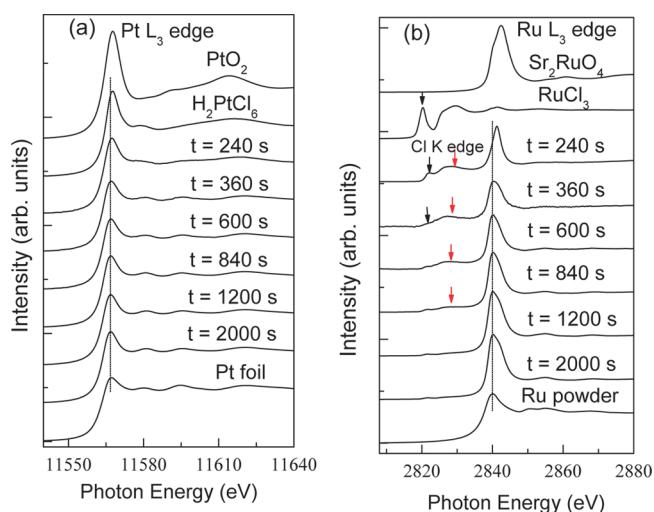 (a)
Pt L3 edge
PtO2
H2PtCl6
t = 240 s
t = 360 s
t = 600 s
t = 840 s
t = 1200 s
t = 2000 s
Pt foil
Intensity (arb. units)
11550 11580 11610 11640
Photon Energy (eV)
(b)
Ru L3 edge
Sr2RuO4
RuCl3
Cl K edge
t = 240 s
t = 360 s
t = 600 s
t = 840 s
t = 1200 s
t = 2000 s
Ru powder
Intensity (arb. units)
2820 2840 2860 2880
Photon Energy (eV)